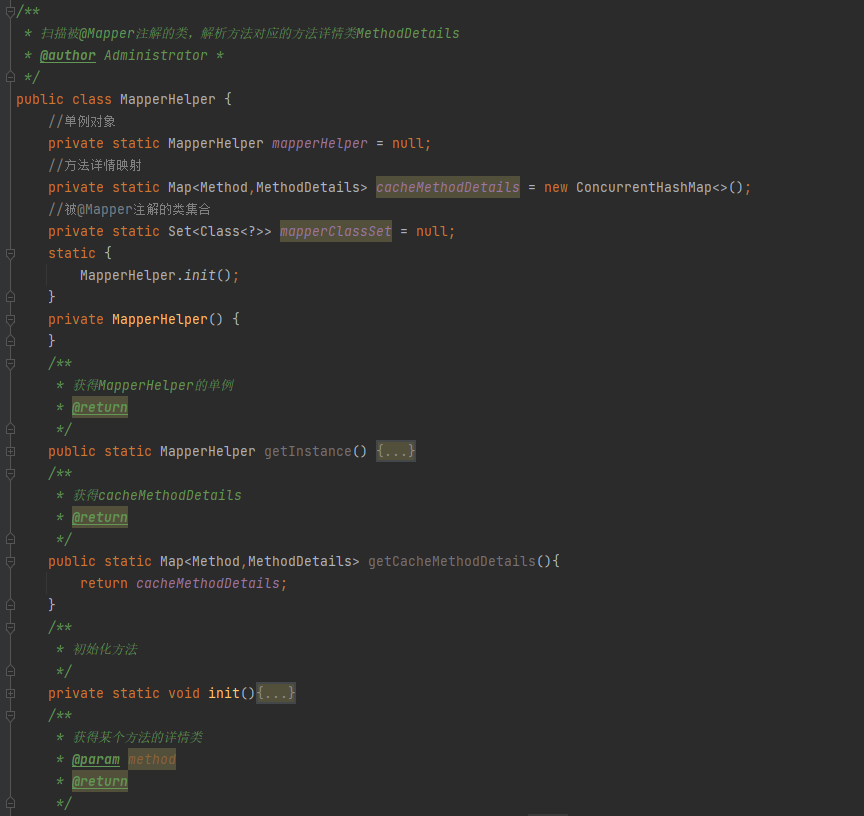 /**
 * 扫描被@Mapper注解的类，解析方法对应的方法详情类MethodDetails
 * @author Administrator *
 */
public class MapperHelper {
    //单例对象
    private static MapperHelper mapperHelper = null;
    //方法详情映射
    private static Map<Method,MethodDetails> cacheMethodDetails = new ConcurrentHashMap<>();
    //被@Mapper注解的类集合
    private static Set<Class<?>> mapperClassSet = null;
    static {
        MapperHelper.init();
    }
    private MapperHelper() {
    }
    /**
     * 获得MapperHelper的单例
     * @return
     */
    public static MapperHelper getInstance() {...}
    /**
     * 获得cacheMethodDetails
     * @return
     */
    public static Map<Method,MethodDetails> getCacheMethodDetails(){
        return cacheMethodDetails;
    }
    /**
     * 初始化方法
     */
    private static void init(){...}
    /**
     * 获得某个方法的详情类
     * @param method
     * @return
     */